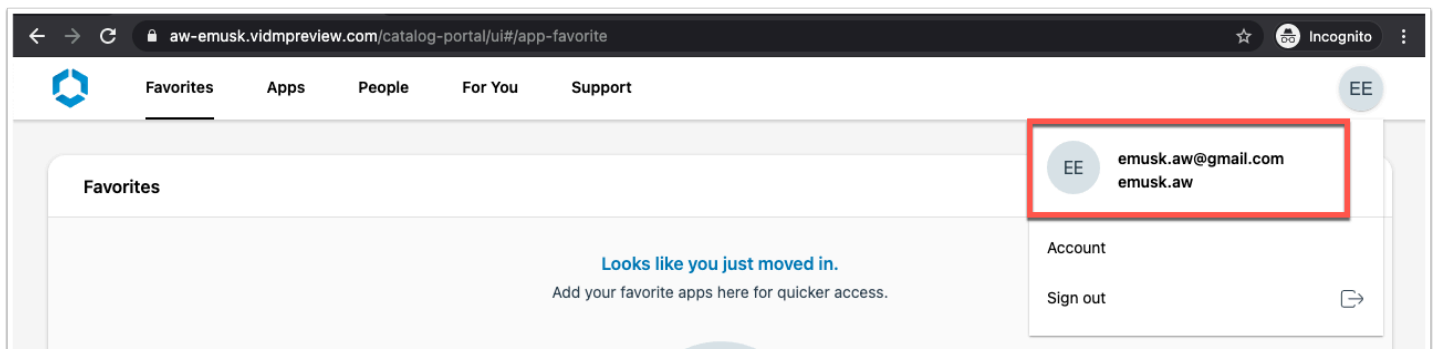 aw-emusk.vidmpreview.com/catalog-portal/ui#/app-favorite
Incognito
Favorites Apps People For You Support EE
EE
emusk.aw@gmail.com
emusk.aw
Favorites
Account
Looks like you just moved in.
Add your favorite apps here for quicker access.
Sign out